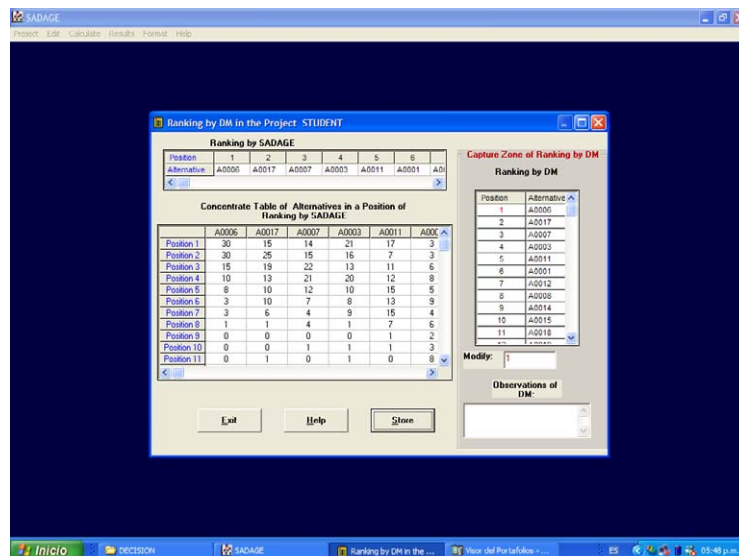 SADAGE
Project Edit Calculate Results Format Help
Ranking by DM in the Project STUDENT
Ranking by SADAGE
Position 1 2 3 4 5 6
Alternative A0006 A0017 A0007 A0003 A0011 A0001
Concentrate Table of Alternatives in a Position of
Ranking by SADAGE
A0006 A0017 A0007 A0003 A0011
Position 1 30 15 14 21 17 3
Position 2 30 25 15 16 7 3
Position 3 15 19 22 13 11 6
Position 4 10 13 21 20 12 8
Position 5 8 10 12 10 15 5
Position 6 3 10 7 8 13 9
Position 7 3 6 4 9 15 4
Position 8 1 1 4 1 7 6
Position 9 0 0 0 0 1 2
Position 10 0 0 1 1 1 3
Position 11 0 1 0 1 0 8
Exit Help Store
Capture Zone of Ranking by DM
Ranking by DM
Position Alternative
1 A0006
2 A0017
3 A0007
4 A0003
5 A0011
6 A0001
7 A0012
8 A0008
9 A0014
10 A0015
11 A0018
Modify: 1
Observations of
DM:
Inicio DECISION SADAGE Ranking by DM in the ... Visor del Portafolios - ... ES 05:48 p.m.